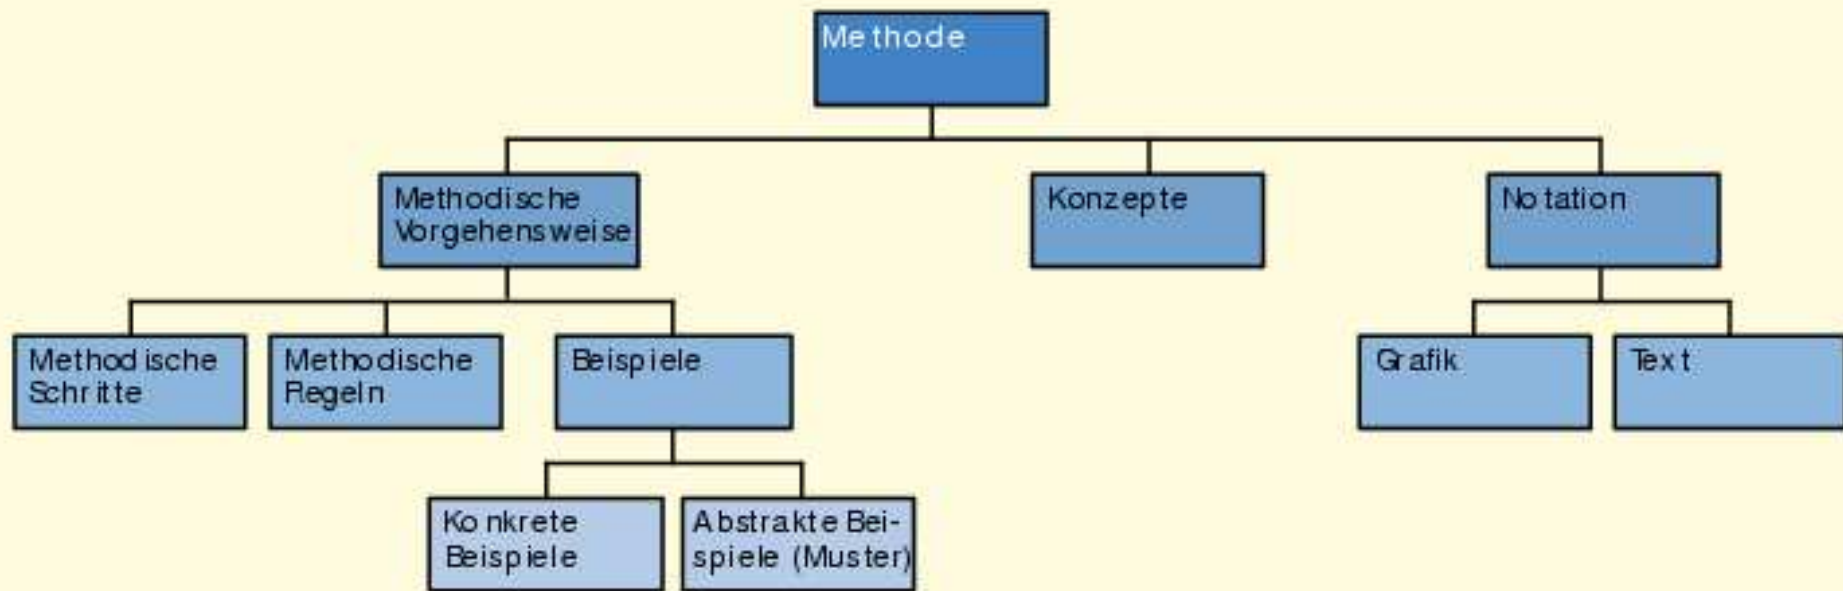 Methode
Methodische
Vorgehensweise
Konzepte
Notation
Methodische
Schritte
Methodische
Regeln
Beispiele
Grafik
Text
Konkrete
Beispiele
Abstrakte Bei-
spiele (Muster)